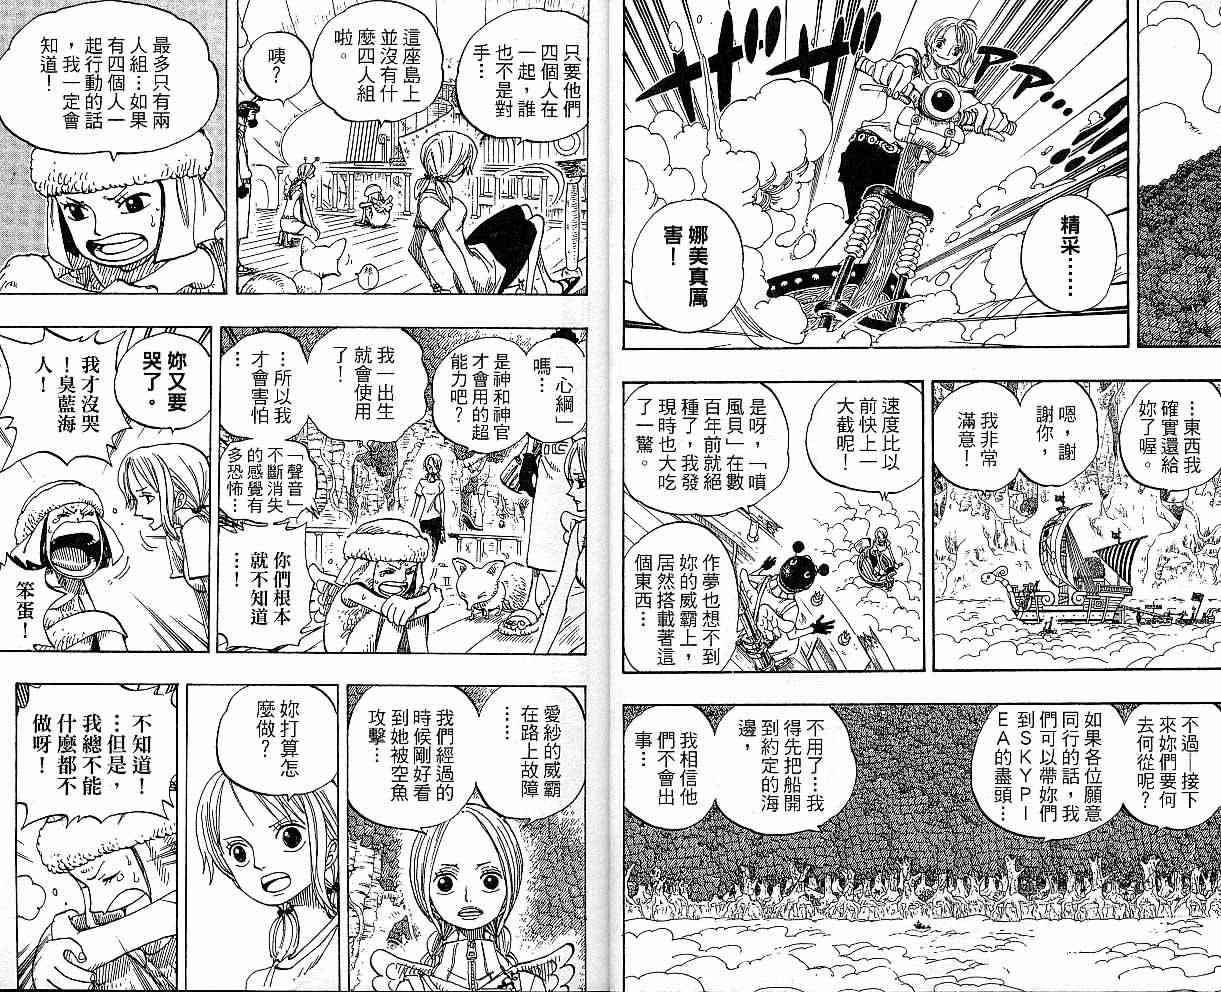 ブアアアッ
精采……
娜美真厲
害！
…東西我
確實還給
妳了喔。
嗯，謝
謝你，
我非常
滿意！
速度比以
前快上一
大截呢！
是呀，「噴
風貝」在數
百年前就絕
種了，我發
現時也大吃
了一驚。
作夢也想不到
妳的威霸上，
居然搭載著這
個東西…
不過—接下
來妳們要何
去何從呢？
如果各位願意
同行的話，我
們可以帶妳們
到SKYPI
EA的盡頭…
不用了…我
得先把船開
到約定的海
邊，
我相信他
們不會出
事…
只要他們
四個人在
一起，誰
也不是對
手…
這座島上
並沒有什
麼四人組
啦。
咦？
最多只有兩
人組…如果
有四個人一
起行動的話
，我一定會
知道！
「心綱」
嗎…
是神和神官
才會用的超
能力吧？
我一出生
就會使用
了！
…所以我
才會害怕
…
「聲音」
不斷消失
的感覺有
多恐怖…
你們根本
就不知道
…！
妳又要
哭了。
我才沒哭
！臭藍海
人！
笨蛋！
愛紗的威霸
在路上故障
……
我們經過的
時候剛好看
到她被空魚
攻擊…
妳打算怎
麼做？
不知道！
…但是，
我總不能
什麼都不
做呀！